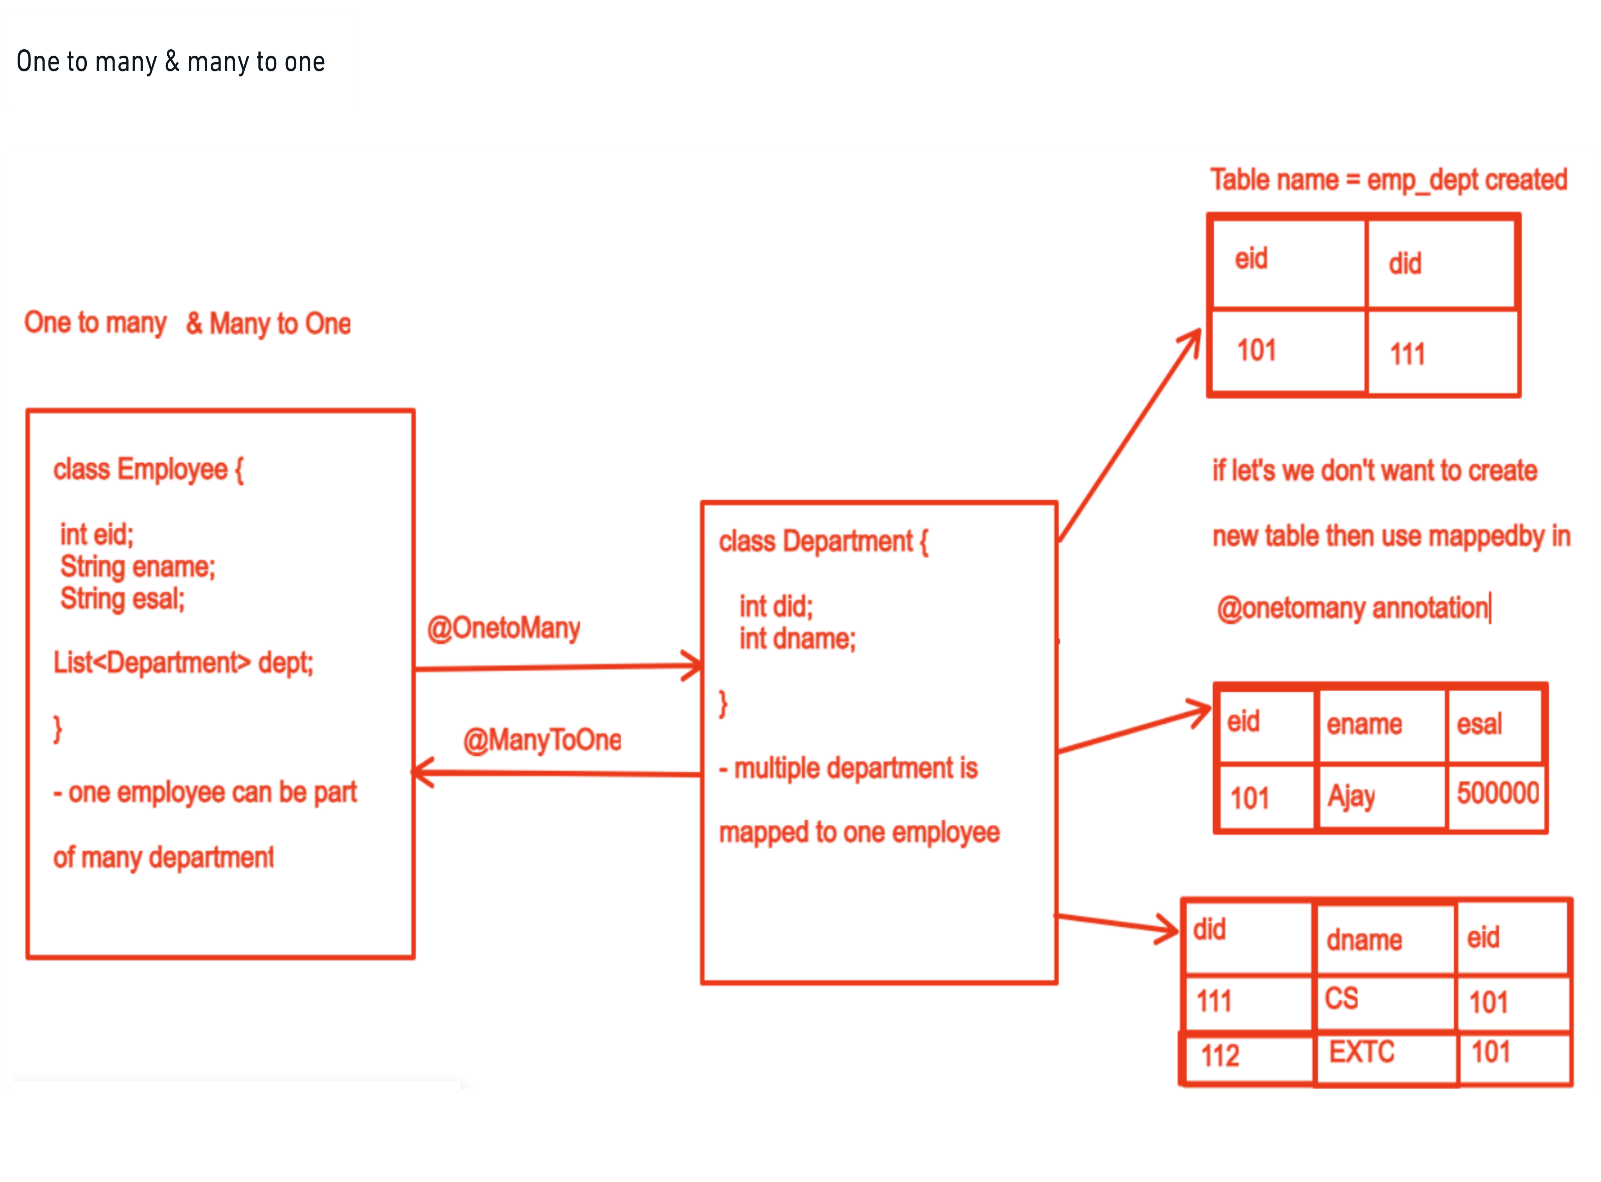 One to many & many to one
One to many & Many to One
class Employee {
int eid;
String ename;
String esal;
List<Department> dept;
}
- one employee can be part
of many department
@OnetoMany
@ManyToOne
class Department {
int did;
int dname;
}
- multiple department is
mapped to one employee
Table name = emp_dept created
eid did
101 111
if let's we don't want to create
new table then use mappedby in
@onetomany annotation
eid ename esal
101 Ajay 500000
did dname eid
111 CS 101
112 EXTC 101